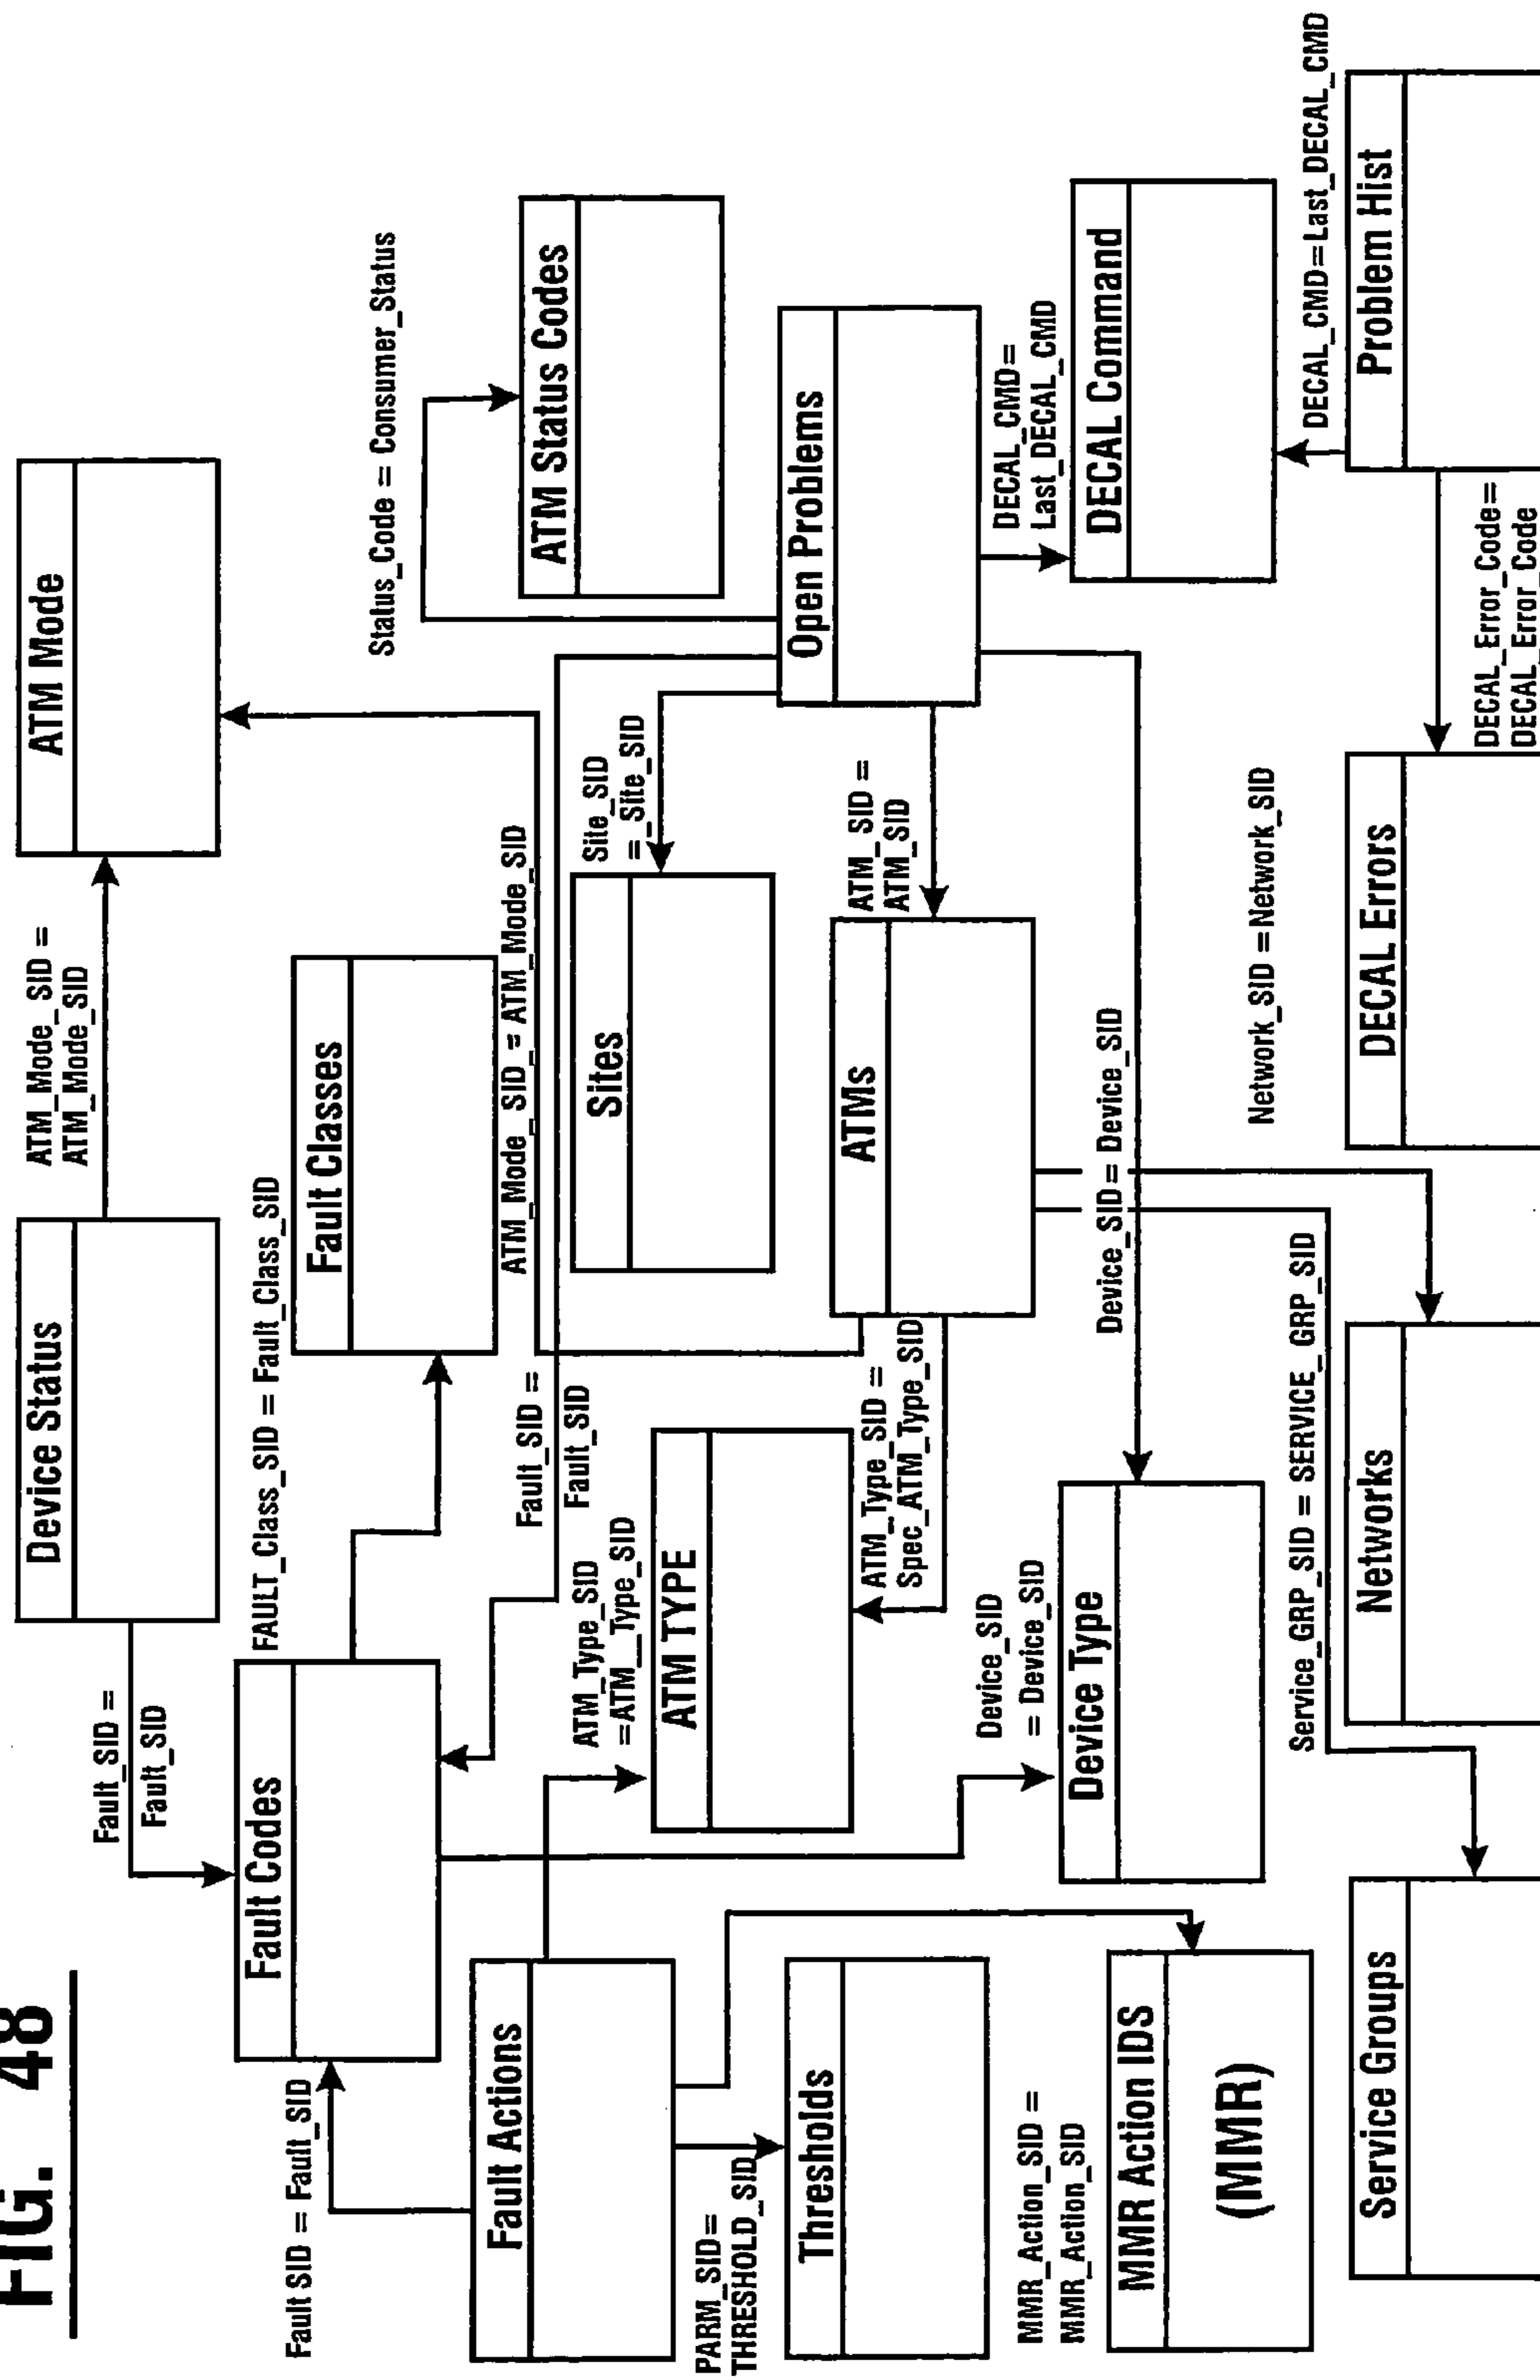 FIG. 48
Device Status
ATM_Mode_SID =
ATM_Mode_SID
ATM Mode
Fault_SID =
Fault_SID
Fault Codes
FAULT_Class_SID = Fault_Class_SID
Fault Classes
Status_Code = Consumer_Status
ATM Status Codes
Fault SID = Fault_SID
Fault Actions
ATM_Mode_SID = ATM_Mode_SID
Fault_SID =
Fault_SID
ATM_Type_SID
=ATM_Type_SID
ATM TYPE
Sites
Site_SID
=_Site_SID
Open Problems
PARM_SID=
THRESHOLD_SID
Thresholds
ATM_Type_SID =
Spec_ATM_Type_SID
ATMs
ATM_SID =
ATM_SID
Device_SID
= Device_SID
Device Type
Device_SID = Device_SID
DECAL_CMD=
Last_DECAL_CMD
DECAL Command
MMR_Action_SID =
MMR_Action_SID
MMR Action IDS
(MMR)
Service_GRP_SID = SERVICE_GRP_SID
Network_SID = Network_SID
DECAL_CMD=Last_DECAL_CMD
Service Groups
Networks
DECAL Errors
Problem Hist
DECAL_Error_Code=
DECAL_Error_Code